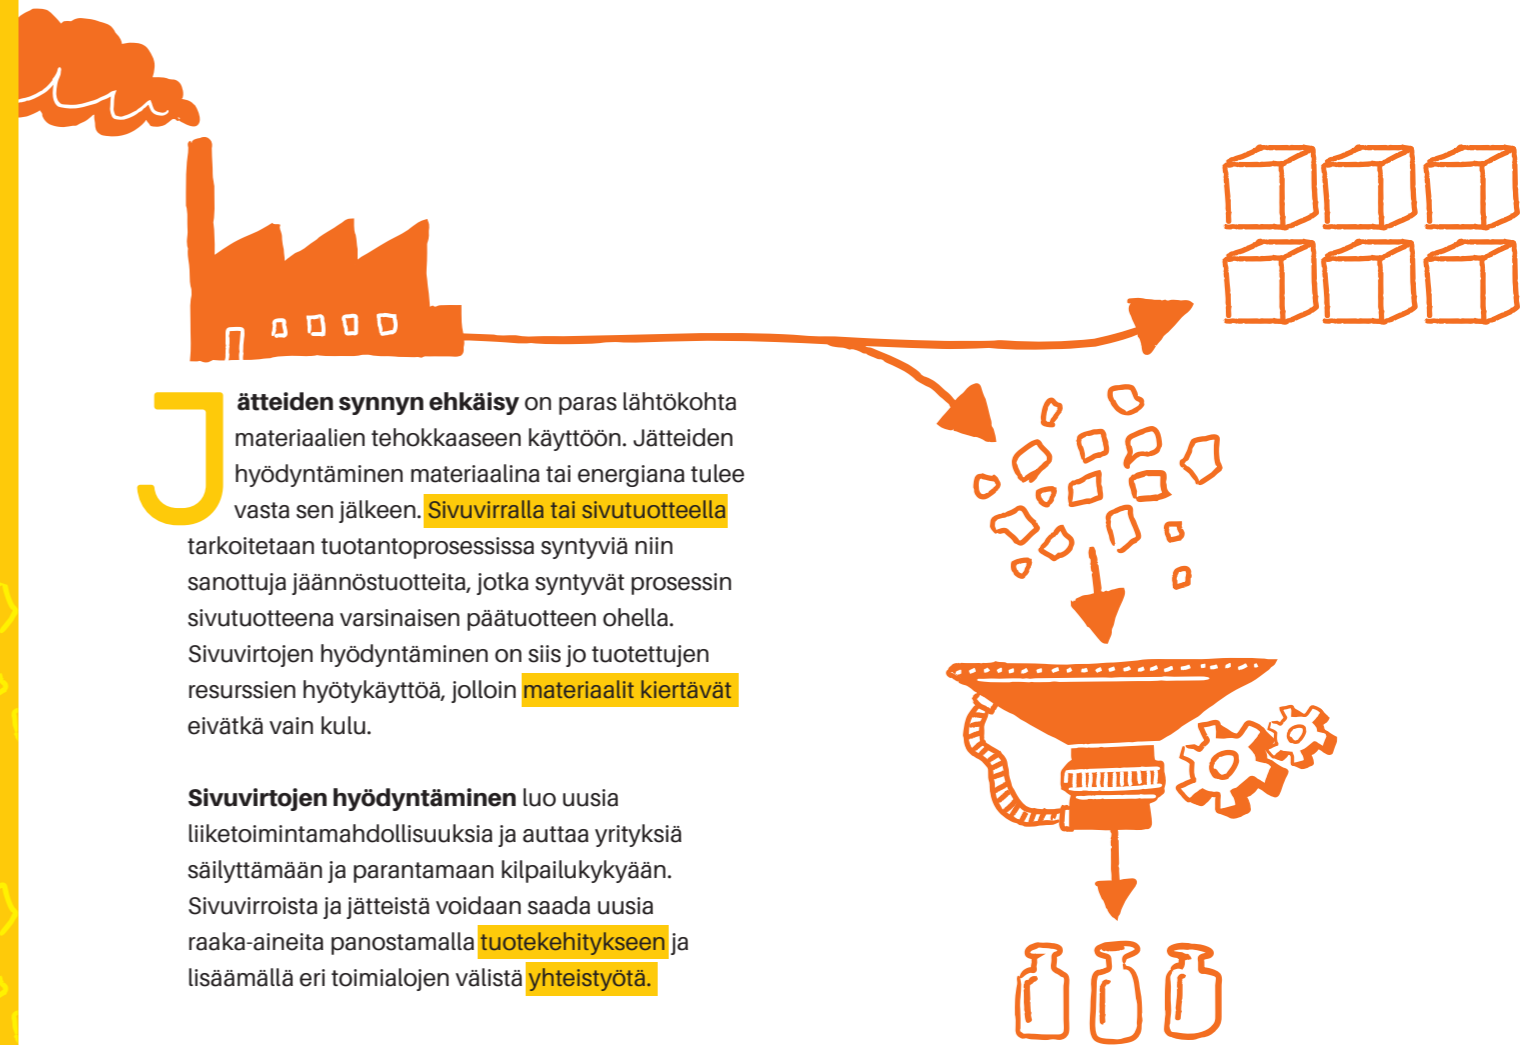 Jätteiden synnyn ehkäisy on paras lähtökohta
materiaalien tehokkaaseen käyttöön. Jätteiden
hyödyntäminen materiaalina tai energiana tulee
vasta sen jälkeen. Sivuvirralla tai sivutuotteella
tarkoitetaan tuotantoprosessissa syntyviä niin
sanottuja jäännöstuotteita, jotka syntyvät prosessin
sivutuotteena varsinaisen päätuotteen ohella.
Sivuvirtojen hyödyntäminen on siis jo tuotettujen
resurssien hyötykäyttöä, jolloin materiaalit kiertävät
eivätkä vain kulu.
Sivuvirtojen hyödyntäminen luo uusia
liiketoimintamahdollisuuksia ja auttaa yrityksiä
säilyttämään ja parantamaan kilpailukykyään.
Sivuvirroista ja jätteistä voidaan saada uusia
raaka-aineita panostamalla tuotekehitykseen ja
lisäämällä eri toimialojen välistä yhteistyötä.